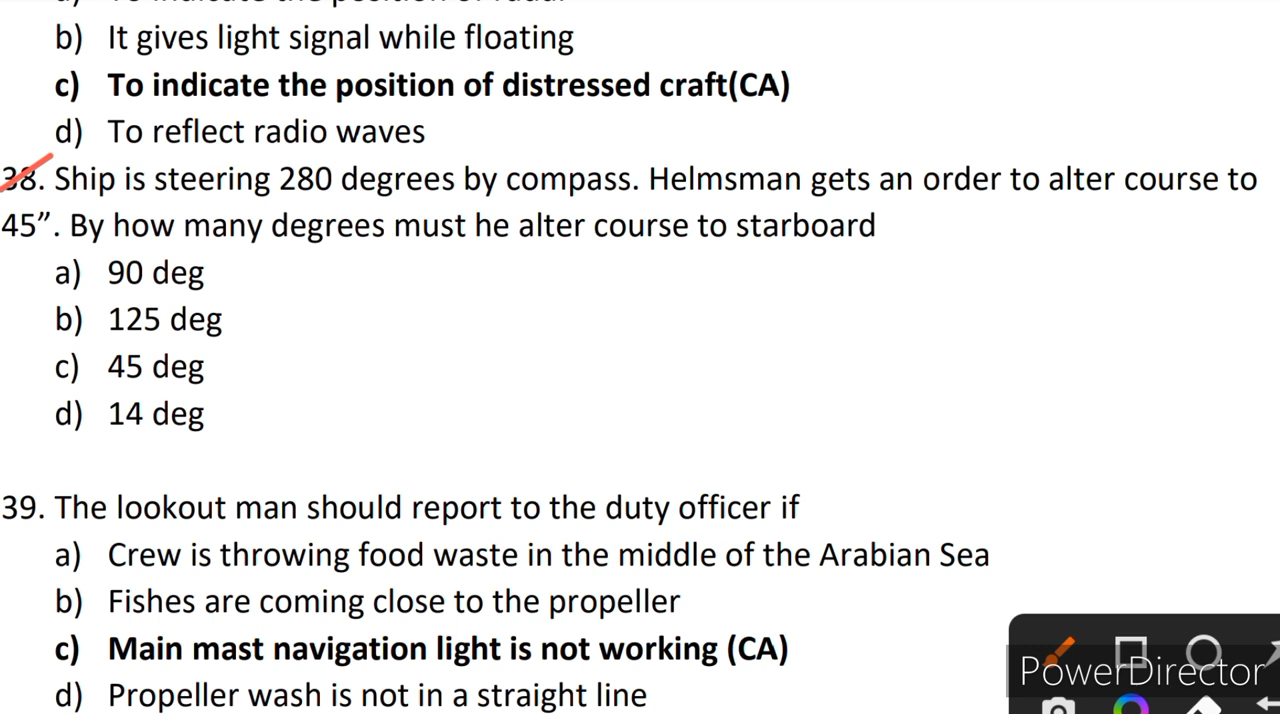 b) It gives light signal while floating
c) To indicate the position of distressed craft(CA)
d) To reflect radio waves
38. Ship is steering 280 degrees by compass. Helmsman gets an order to alter course to
45”. By how many degrees must he alter course to starboard
a) 90 deg
b) 125 deg
c) 45 deg
d) 14 deg
39. The lookout man should report to the duty officer if
a) Crew is throwing food waste in the middle of the Arabian Sea
b) Fishes are coming close to the propeller
c) Main mast navigation light is not working (CA)
d) Propeller wash is not in a straight line
PowerDirector